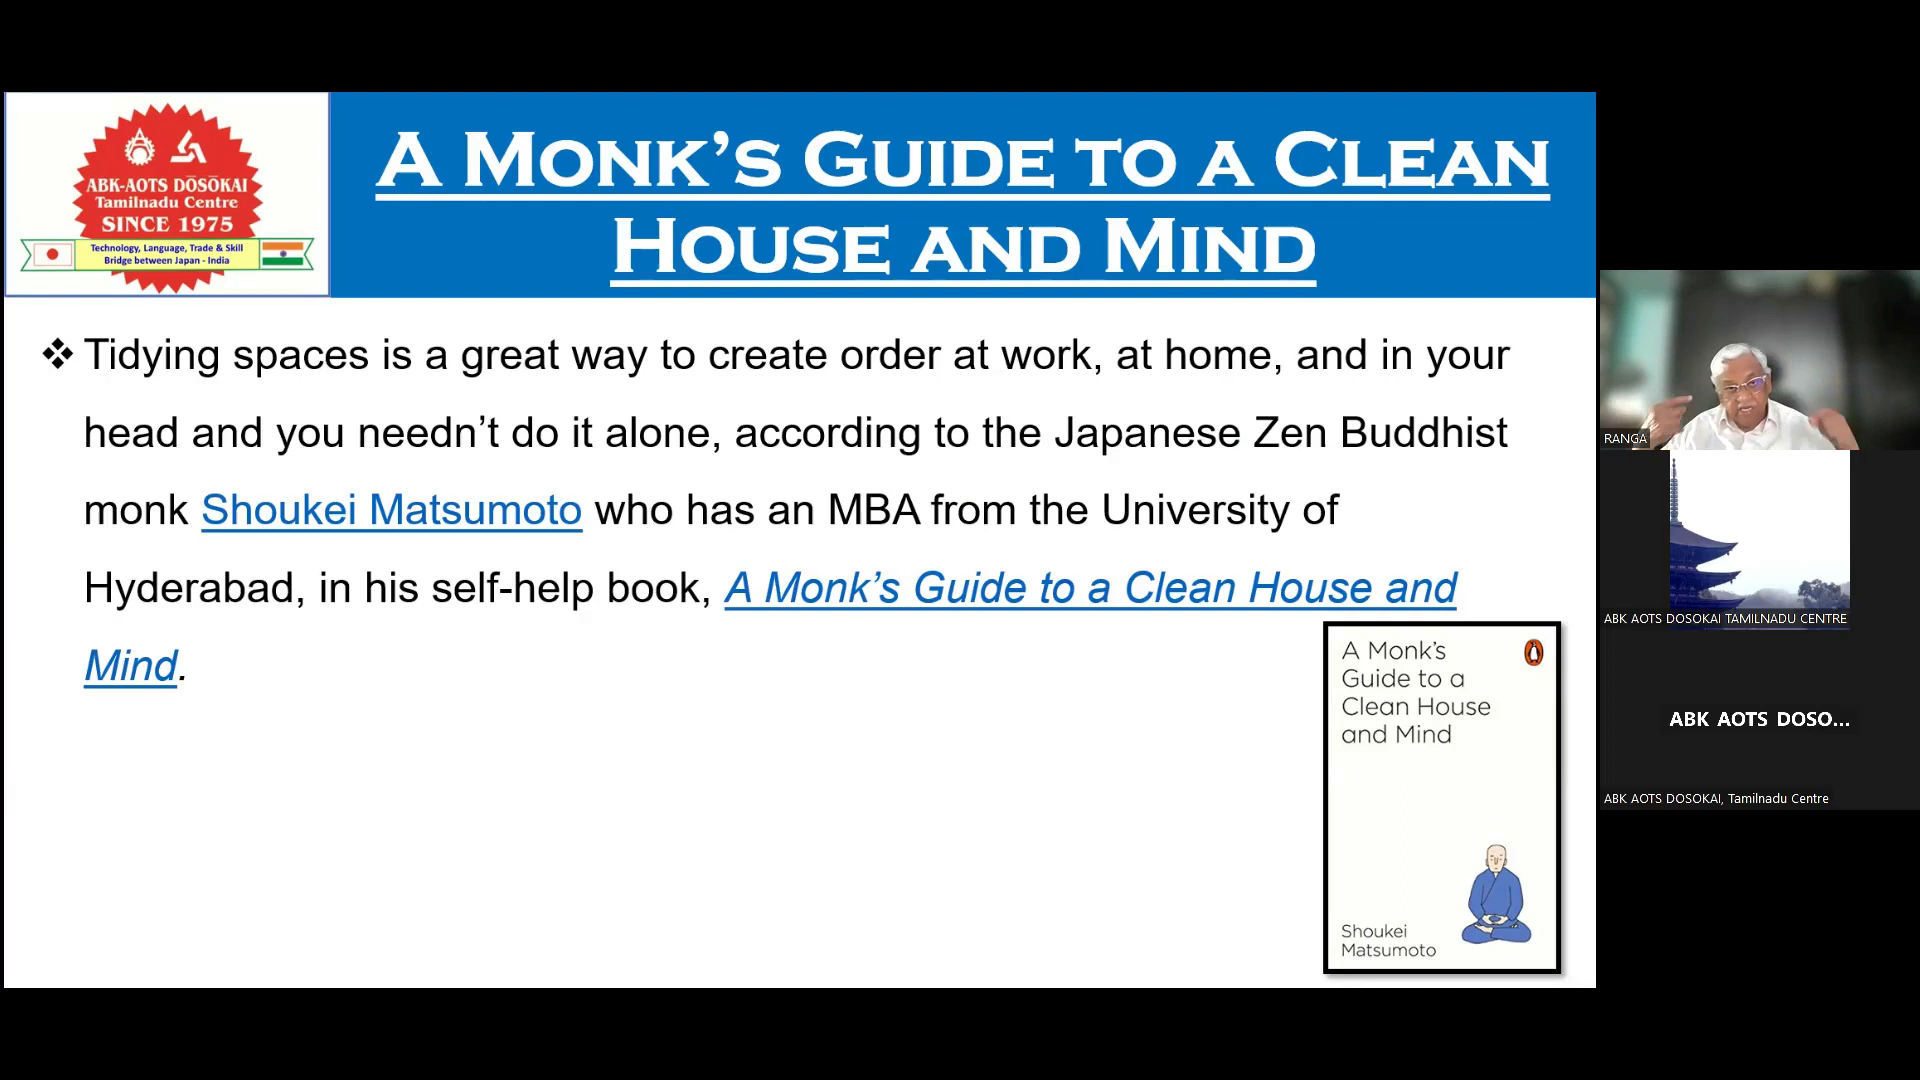 ABK-AOTS DŌSŌKAI
Tamilnadu Centre
SINCE 1975
Technology, Language, Trade & Skill
Bridge between Japan - India
A MONK’S GUIDE TO A CLEAN
HOUSE AND MIND
❖ Tidying spaces is a great way to create order at work, at home, and in your
head and you needn’t do it alone, according to the Japanese Zen Buddhist
monk Shoukei Matsumoto who has an MBA from the University of
Hyderabad, in his self-help book, A Monk’s Guide to a Clean House and
Mind.
A Monk’s
Guide to a
Clean House
and Mind
Shoukei
Matsumoto
RANGA
ABK AOTS DOSOKAI TAMILNADU CENTRE
ABK AOTS DOSO...
ABK AOTS DOSOKAI, Tamilnadu Centre